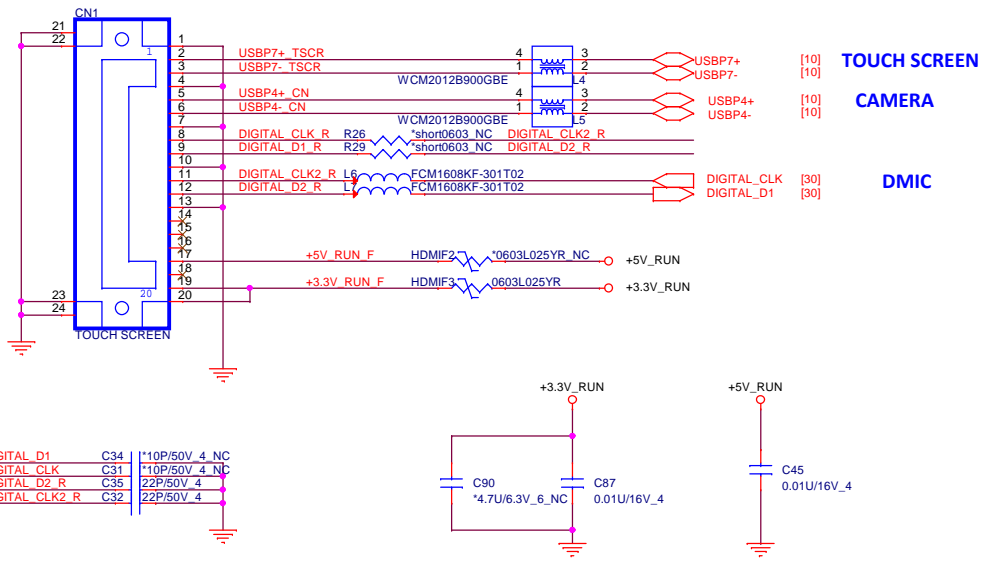 CN1
21
22
1
1
2 USBP7+_TSCR 4 3 USBP7+ [10] TOUCH SCREEN
3 USBP7-_TSCR 1 2 USBP7- [10]
4 WCM2012B900GBE L4
5 USBP4+_CN 4 3 USBP4+ [10] CAMERA
6 USBP4-_CN 1 2 USBP4- [10]
7 WCM2012B900GBE L5
8 DIGITAL_CLK_R R26 *short0603_NC DIGITAL_CLK2_R
9 DIGITAL_D1_R R29 *short0603_NC DIGITAL_D2_R
10
11 DIGITAL_CLK2_R L6 FCM1608KF-301T02 DIGITAL_CLK [30] DMIC
12 DIGITAL_D2_R L7 FCM1608KF-301T02 DIGITAL_D1 [30]
13
14
15
16
17 +5V_RUN_F HDMIF2 *0603L025YR_NC +5V_RUN
18
19 +3.3V_RUN_F HDMIF3 0603L025YR +3.3V_RUN
23 20 20
24
TOUCH SCREEN
+3.3V_RUN +5V_RUN
GITAL_D1 C34 *10P/50V_4_NC
GITAL_CLK C31 *10P/50V_4_NC
GITAL_D2_R C35 22P/50V_4
GITAL_CLK2_R C32 22P/50V_4
C90 C87 C45
*4.7U/6.3V_6_NC 0.01U/16V_4 0.01U/16V_4